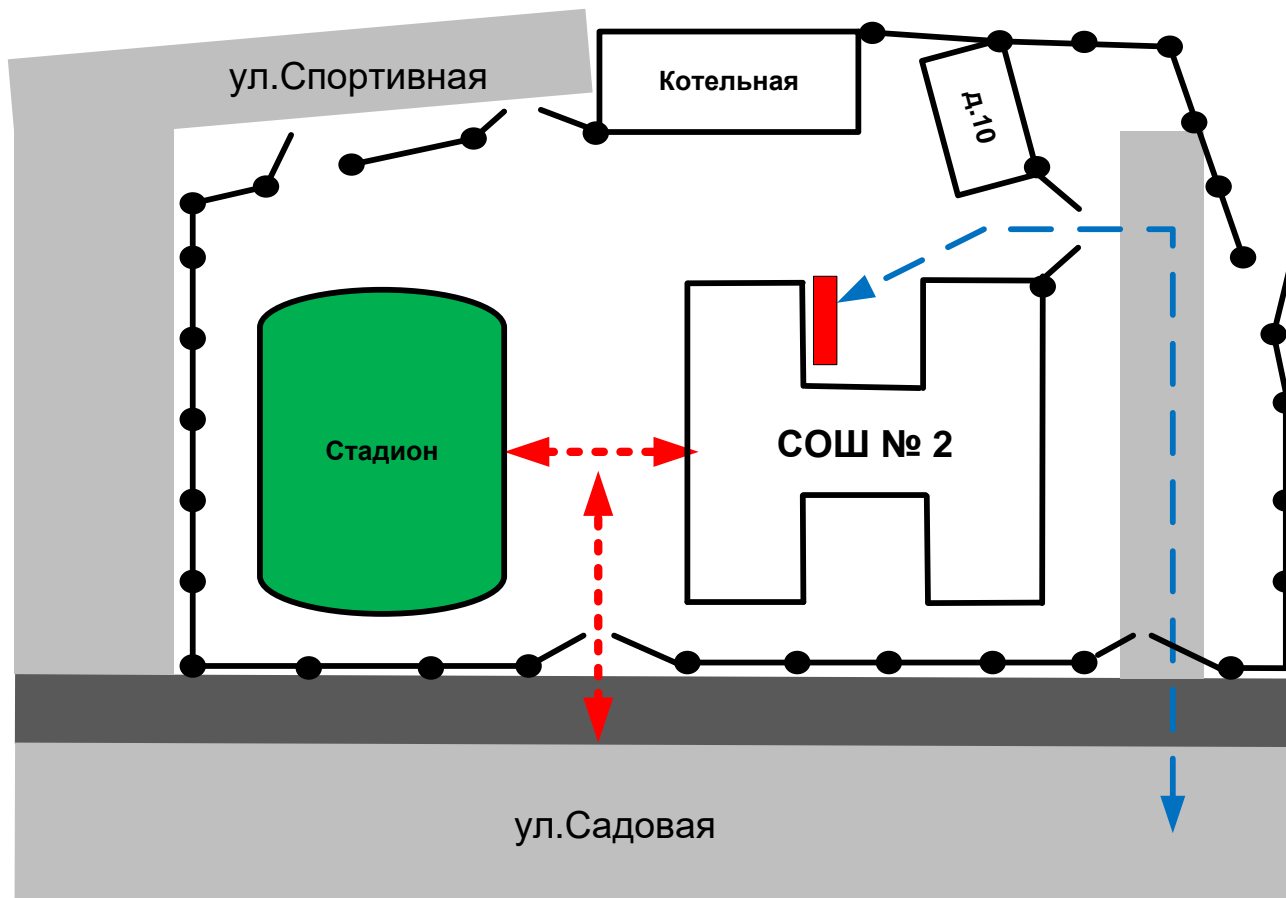 ул.Спортивная
Котельная
д.10
Стадион
СОШ № 2
ул.Садовая